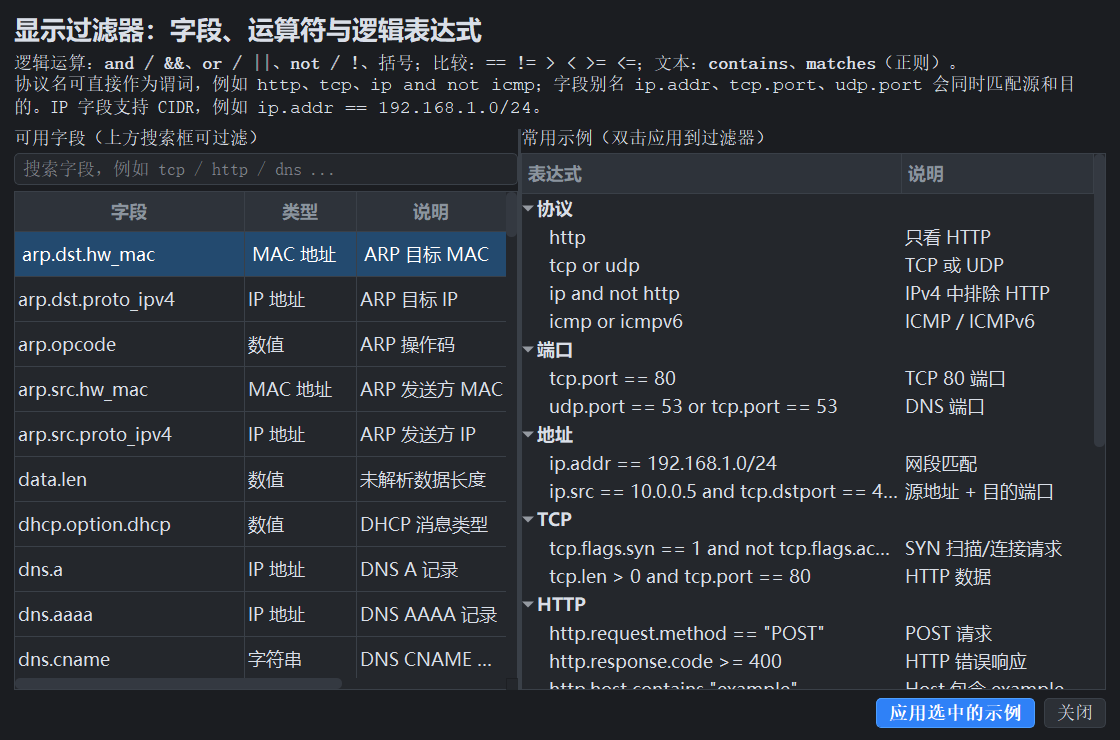 显示过滤器：字段、运算符与逻辑表达式
逻辑运算：and / &&、or / ||、not / !、括号；比较：== != > < >= <=；文本：contains、matches（正则）。
协议名可直接作为谓词，例如 http、tcp、ip and not icmp；字段别名 ip.addr、tcp.port、udp.port 会同时匹配源和目
的。IP 字段支持 CIDR，例如 ip.addr == 192.168.1.0/24。
可用字段（上方搜索框可过滤）
搜索字段，例如 tcp / http / dns ...
字段 类型 说明
arp.dst.hw_mac MAC 地址 ARP 目标 MAC
arp.dst.proto_ipv4 IP 地址 ARP 目标 IP
arp.opcode 数值 ARP 操作码
arp.src.hw_mac MAC 地址 ARP 发送方 MAC
arp.src.proto_ipv4 IP 地址 ARP 发送方 IP
data.len 数值 未解析数据长度
dhcp.option.dhcp 数值 DHCP 消息类型
dns.a IP 地址 DNS A 记录
dns.aaaa IP 地址 DNS AAAA 记录
dns.cname 字符串 DNS CNAME ...
常用示例（双击应用到过滤器）
表达式 说明
协议
http 只看 HTTP
tcp or udp TCP 或 UDP
ip and not http IPv4 中排除 HTTP
icmp or icmpv6 ICMP / ICMPv6
端口
tcp.port == 80 TCP 80 端口
udp.port == 53 or tcp.port == 53 DNS 端口
地址
ip.addr == 192.168.1.0/24 网段匹配
ip.src == 10.0.0.5 and tcp.dstport == 4... 源地址 + 目的端口
TCP
tcp.flags.syn == 1 and not tcp.flags.ac... SYN 扫描/连接请求
tcp.len > 0 and tcp.port == 80 HTTP 数据
HTTP
http.request.method == "POST" POST 请求
http.response.code >= 400 HTTP 错误响应
http.host contains "example" Host 包含 example
应用选中的示例 关闭